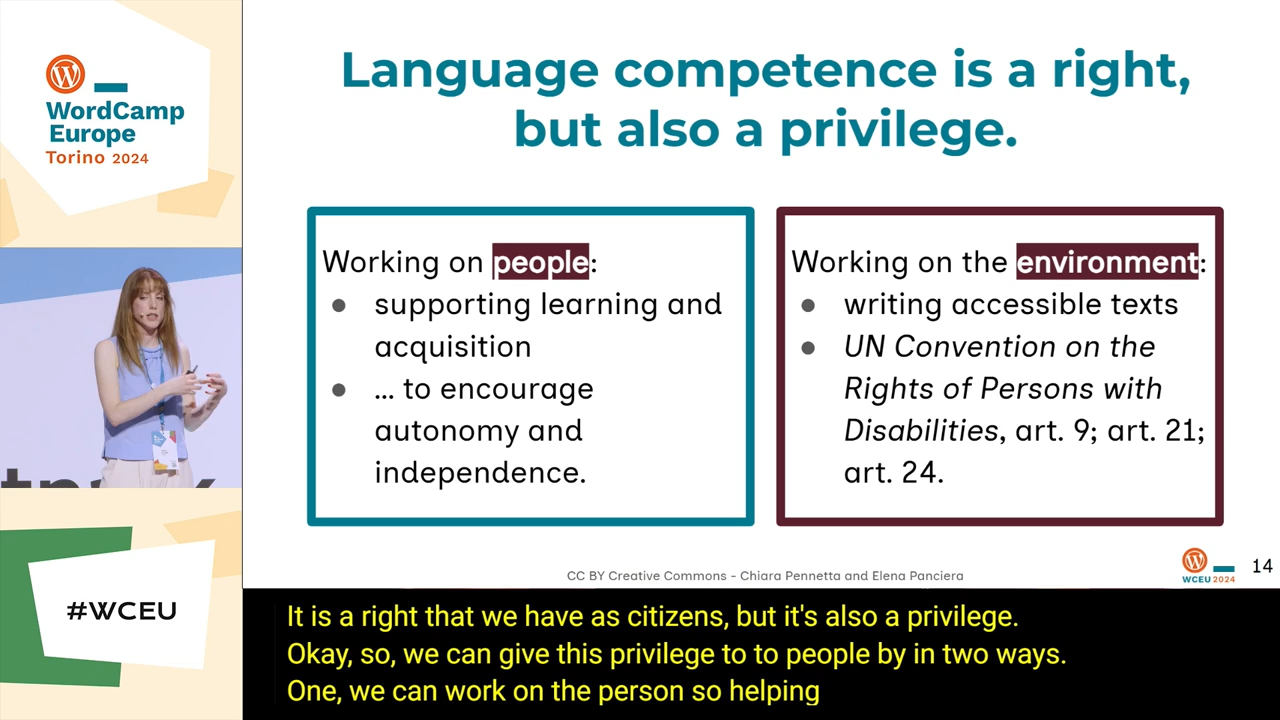 WordCamp
Europe
Torino 2024
#WCEU
Language competence is a right,
but also a privilege.
Working on people:
● supporting learning and
acquisition
● ... to encourage
autonomy and
independence.
Working on the environment:
● writing accessible texts
● UN Convention on the
Rights of Persons with
Disabilities, art. 9; art. 21;
art. 24.
CC BY Creative Commons - Chiara Pennetta and Elena Panciera
WCEU 2024
14
It is a right that we have as citizens, but it's also a privilege.
Okay, so, we can give this privilege to to people by in two ways.
One, we can work on the person so helping